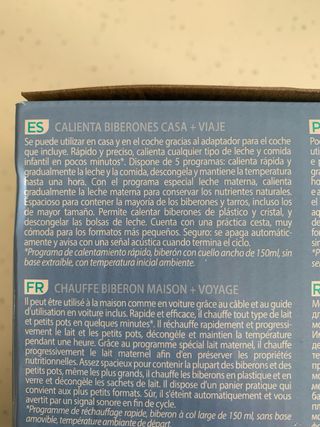 ES CALIENTA BIBERONES CASA + VIAJE
Se puede utilizar en casa y en el coche gracias al adaptador para el coche
que incluye. Rápido y preciso, calienta cualquier tipo de leche y comida
infantil en pocos minutos*. Dispone de 5 programas: calienta rápida y
gradualmente la leche y la comida, descongela y mantiene la temperatura
hasta una hora. Con el programa especial leche materna, calienta
gradualmente la leche materna para conservar los nutrientes naturales.
Espacioso para contener la mayoría de los biberones y tarros, incluso los
de mayor tamaño. Permite calentar biberones de plástico y cristal, y
descongelar las bolsas de leche. Cuenta con una práctica cesta, muy
cómoda para los formatos más pequeños. Seguro se apaga automátic-
amente y avisa con una señal acústica cuando termina el ciclo.
*Programa de calentamiento rápido, biberón con cuello ancho de 150ml, sin
base extraíble, con temperatura inicial ambiente.
FR CHAUFFE BIBERON MAISON + VOYAGE
Il peut être utilisé à la maison comme en voiture grâce au câble et au guide
d'utilisation en voiture inclus. Rapide et efficace, il chauffe tout type de lait
et petits pots en quelques minutes*. Il réchauffe rapidement et progressi-
vement le lait et les petits pots, décongèle et maintien la température
pendant une heure. Grâce au programme spécial lait maternel, il chauffe
progressivement le lait maternel afin d'en préserver les propriétés
nutritionnelles. Assez spacieux pour contenir la plupart des biberons et des
petits pots, même les plus grands, il chauffe les biberons en plastique et en
verre et décongèle les sachets de lait. Il dispose d'un panier pratique qui
convient aux plus petits formats. Sûr, il s'éteint automatiquement et vous
avertit par un signal sonore en fin de cycle.
*Programme de réchauffage rapide, biberon à col large de 150 ml, sans base
amovible, température ambiante de départ.